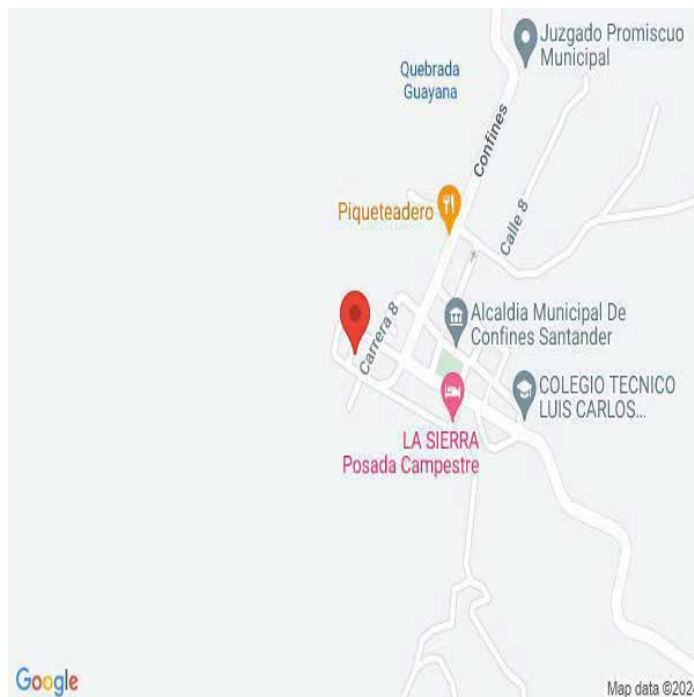 Juzgado Promiscuo
Municipal
Quebrada
Guayana
Confines
Piqueteadero
Calle 8
Alcaldia Municipal De
Confines Santander
Carrera 8
COLEGIO TECNICO
LUIS CARLOS...
LA SIERRA
Posada Campestre
Google
Map data ©202